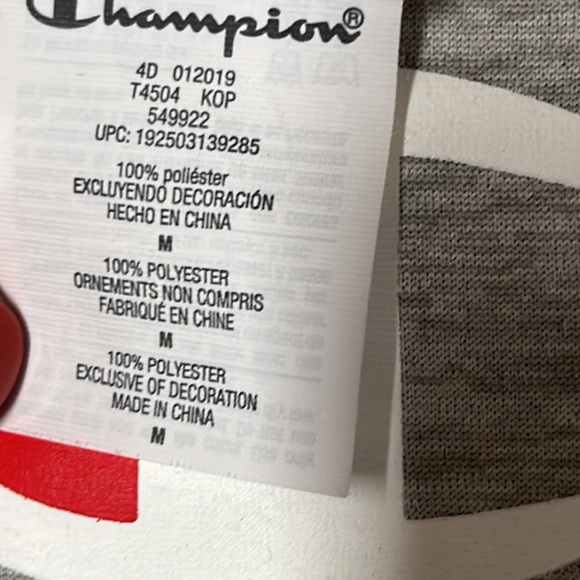 Champion®
4D 012019
T4504 KOP
549922
UPC: 192503139285
100% poliéster
EXCLUYENDO DECORACIÓN
HECHO EN CHINA
M
100% POLYESTER
ORNEMENTS NON COMPRIS
FABRIQUÉ EN CHINE
M
100% POLYESTER
EXCLUSIVE OF DECORATION
MADE IN CHINA
M